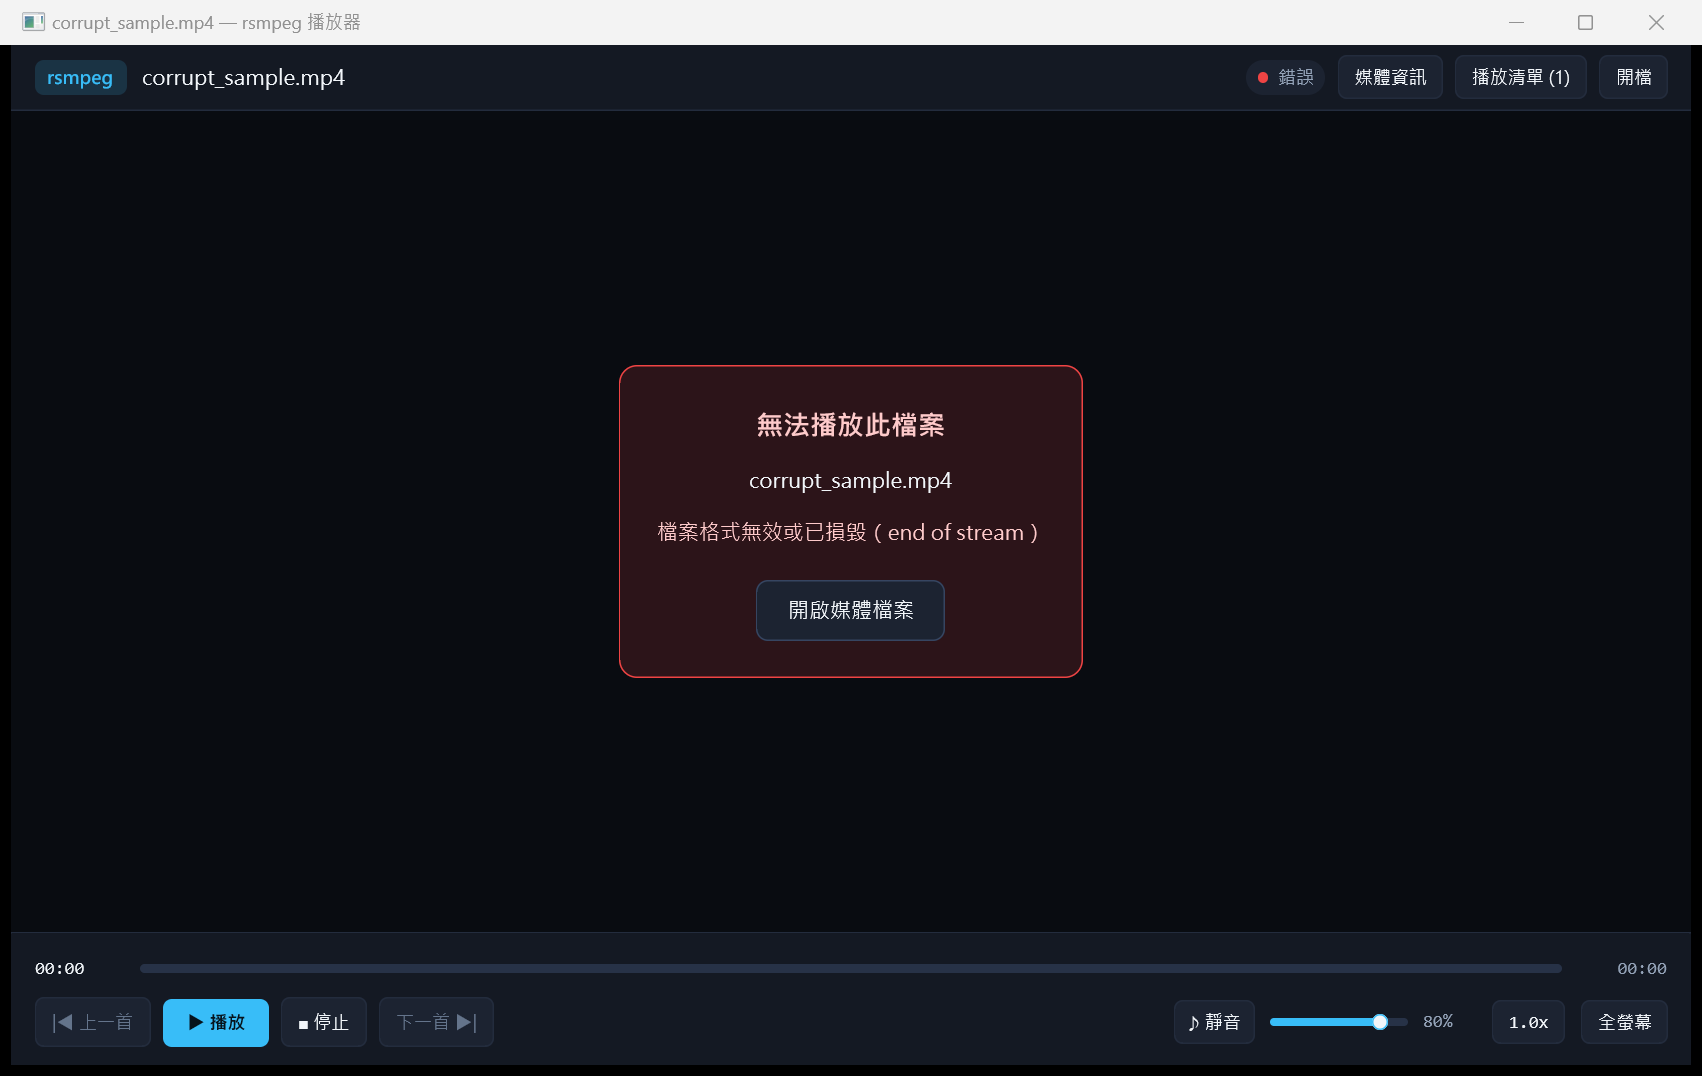 corrupt_sample.mp4 — rsmpeg 播放器
rsmpeg corrupt_sample.mp4 錯誤 媒體資訊 播放清單 (1) 開檔
無法播放此檔案
corrupt_sample.mp4
檔案格式無效或已損毀（end of stream）
開啟媒體檔案
00:00 00:00
上一首 播放 停止 下一首 靜音 80% 1.0x 全螢幕